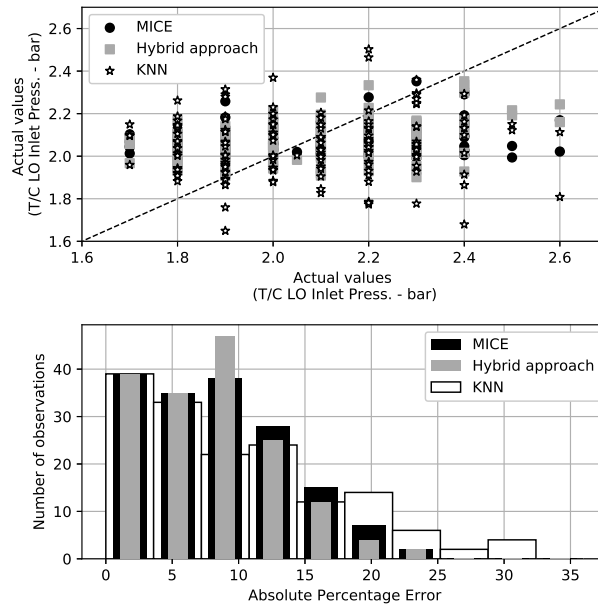 MICE
Hybrid approach
KNN
Actual values
(T/C LO Inlet Press. - bar)
2.6
2.4
2.2
2.0
1.8
1.6
1.6 1.8 2.0 2.2 2.4 2.6
Actual values
(T/C LO Inlet Press. - bar)
MICE
Hybrid approach
KNN
Number of observations
40
30
20
10
0
0 5 10 15 20 25 30 35
Absolute Percentage Error